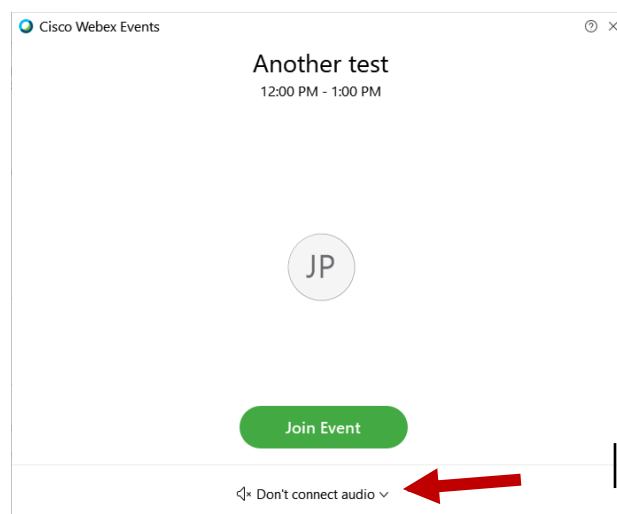 Cisco Webex Events
Another test
12:00 PM - 1:00 PM
JP
Join Event
Don't connect audio